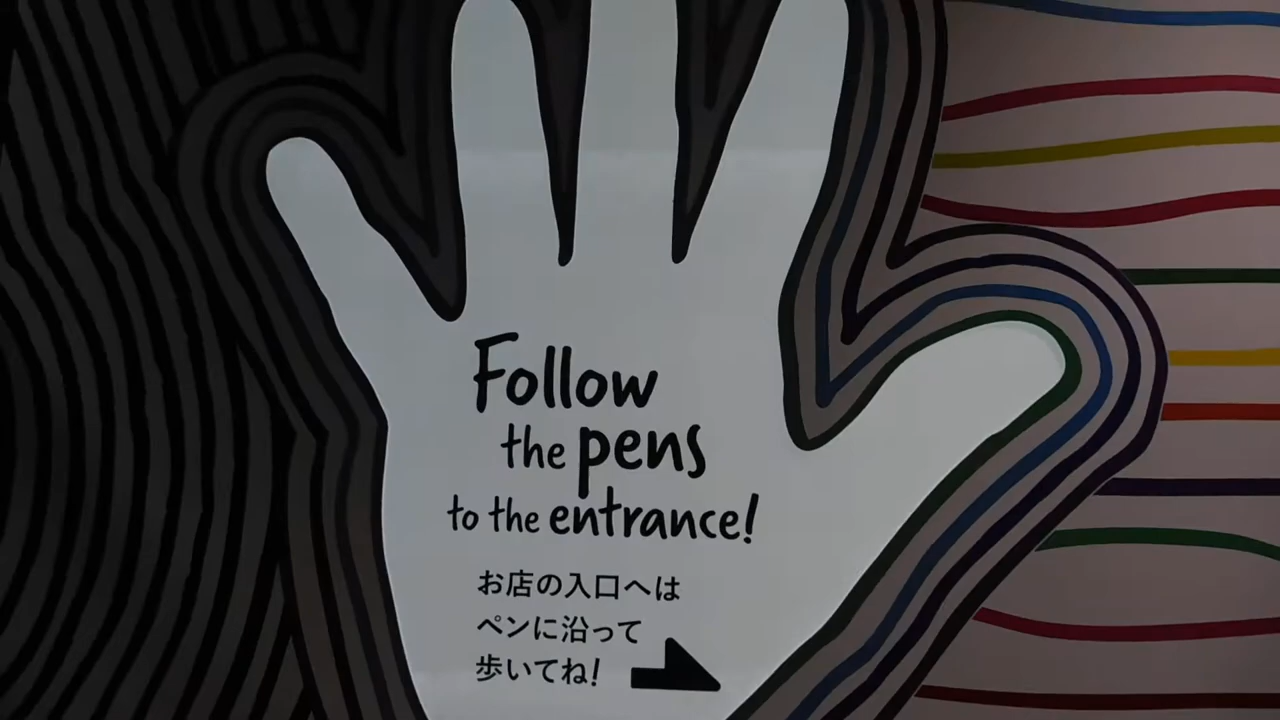 Follow
the pens
to the entrance!
お店の入口へは
ペンに沿って
歩いてね!